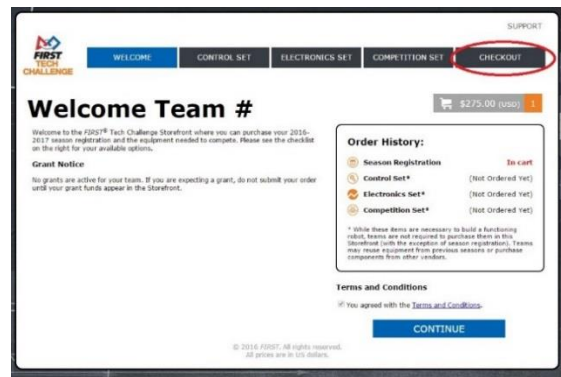 SUPPORT
FIRST
TECH
CHALLENGE
WELCOME
CONTROL SET
ELECTRONICS SET
COMPETITION SET
CHECKOUT
$275.00 (USD) 1
Welcome Team #
Welcome to the FIRST® Tech Challenge Storefront where you can purchase your 2016-
2017 season registration and the equipment needed to compete. Please see the checklist
on the right for your available options.
Grant Notice
No grants are active for your team. If you are expecting a grant, do not submit your order
until your grant funds appear in the Storefront.
Order History:
Season Registration In cart
Control Set* (Not Ordered Yet)
Electronics Set* (Not Ordered Yet)
Competition Set* (Not Ordered Yet)
* While these items are necessary to build a functioning
robot, teams are not required to purchase them in this
Storefront (with the exception of season registration). Teams
may reuse equipment from previous seasons or purchase
components from other vendors.
Terms and Conditions
You agreed with the Terms and Conditions.
CONTINUE
© 2016 FIRST. All rights reserved.
All prices are in US dollars.